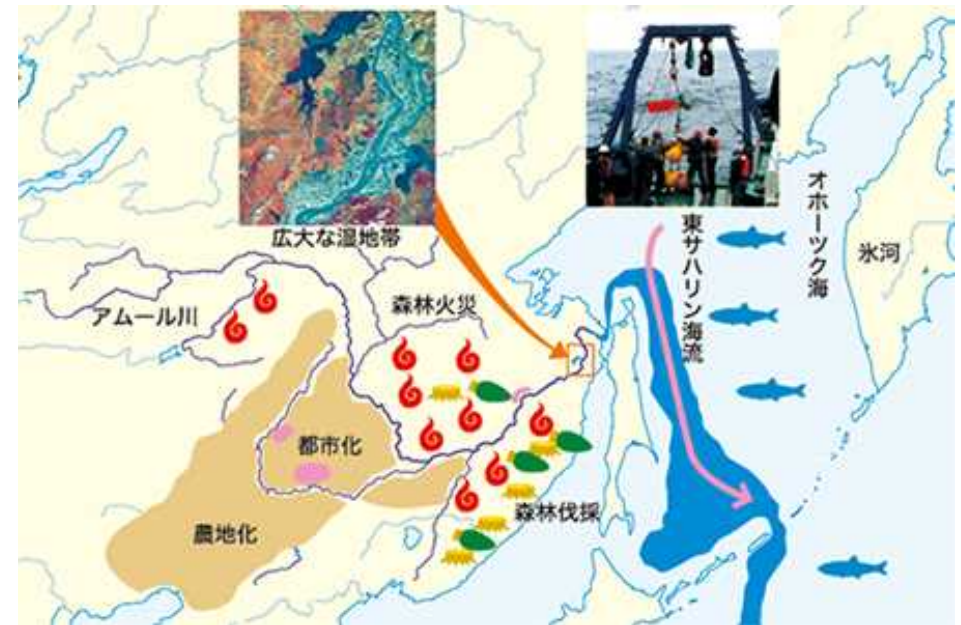 広大な湿地帯
東サハリン海流
オホーツク海
氷河
アムール川
森林火災
都市化
農地化
森林伐採